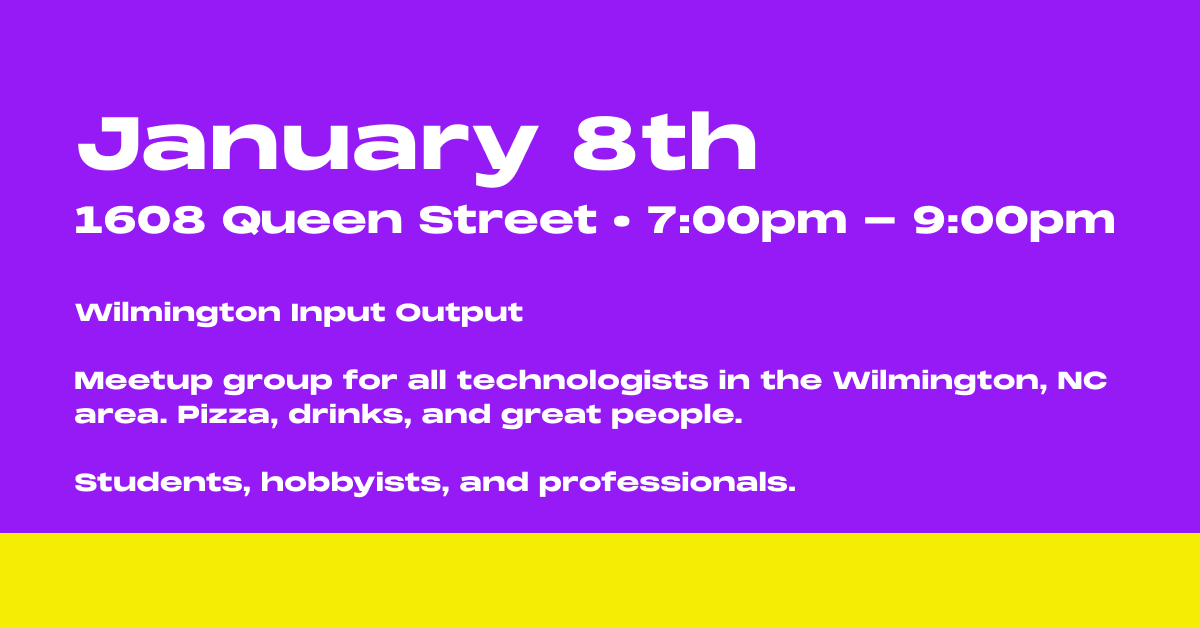 January 8th
1608 Queen Street • 7:00pm – 9:00pm
Wilmington Input Output
Meetup group for all technologists in the Wilmington, NC
area. Pizza, drinks, and great people.
Students, hobbyists, and professionals.